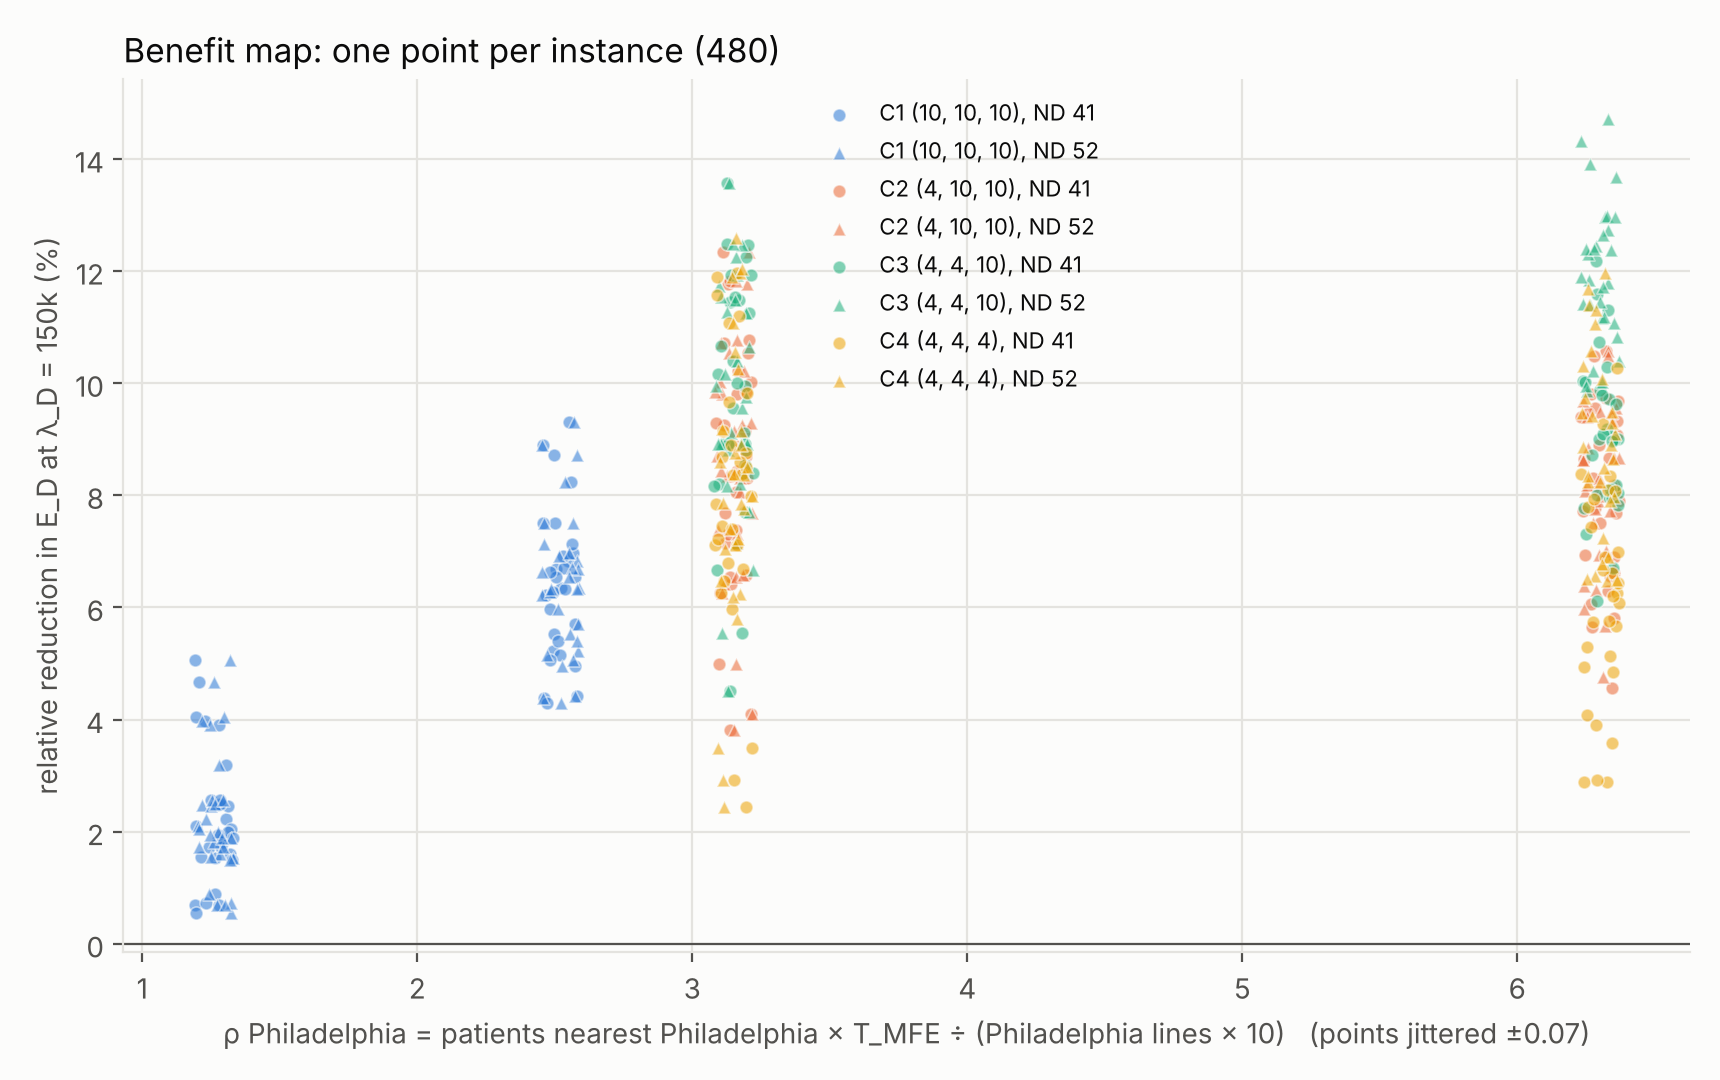 Benefit map: one point per instance (480)
C1 (10, 10, 10), ND 41
C1 (10, 10, 10), ND 52
C2 (4, 10, 10), ND 41
C2 (4, 10, 10), ND 52
C3 (4, 4, 10), ND 41
C3 (4, 4, 10), ND 52
C4 (4, 4, 4), ND 41
C4 (4, 4, 4), ND 52
relative reduction in E_D at λ_D = 150k (%)
14
12
10
8
6
4
2
0
1 2 3 4 5 6
ρ Philadelphia = patients nearest Philadelphia × T_MFE ÷ (Philadelphia lines × 10) (points jittered ±0.07)